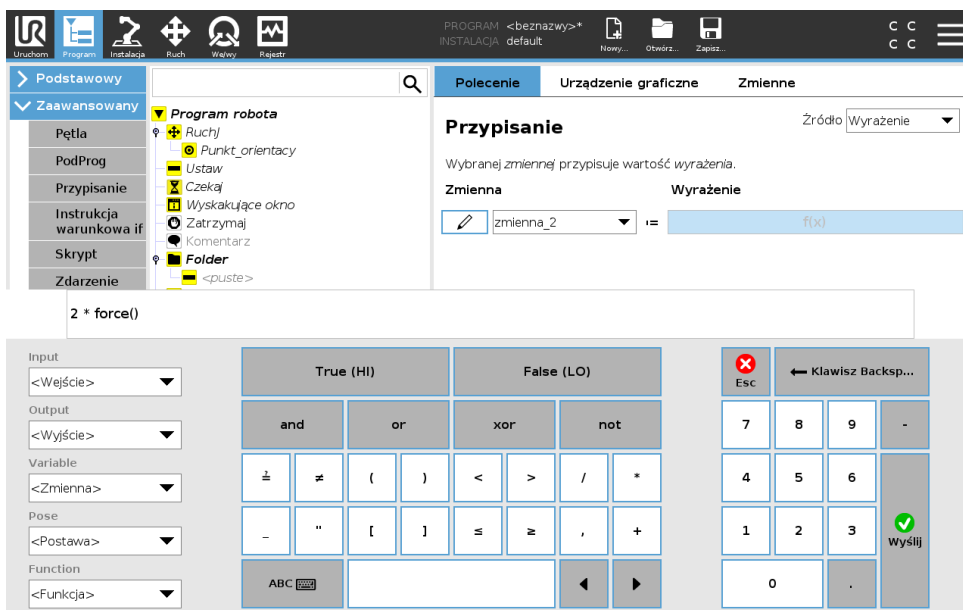 PROGRAM <beznazwy>*
INSTALACJA default
C C
C C
Uruchom Program Instalacja Ruch We/wy Rejestr Nowy... Otwórz... Zapisz...
Podstawowy
Zaawansowany
Pętla
PodProg
Przypisanie
Instrukcja
warunkowa if
Skrypt
Zdarzenie
Program robota
RuchJ
Punkt_orientacy
Ustaw
Czekaj
Wyskakujące okno
Zatrzymaj
Komentarz
Folder
<puste>
Polecenie Urządzenie graficzne Zmienne
Przypisanie
Źródło Wyrażenie
Wybranej zmiennej przypisuje wartość wyrażenia.
Zmienna Wyrażenie
zmienna_2 := f(x)
2 * force()
Input
<Wejście>
Output
<Wyjście>
Variable
<Zmienna>
Pose
<Postawa>
Function
<Funkcja>
True (HI) False (LO)
and or xor not
≟ ≠ ( ) < > / *
_ " [ ] ≤ ≥ , +
ABC
Esc Klawisz Backsp...
7 8 9 -
4 5 6
1 2 3 Wyślij
0 .